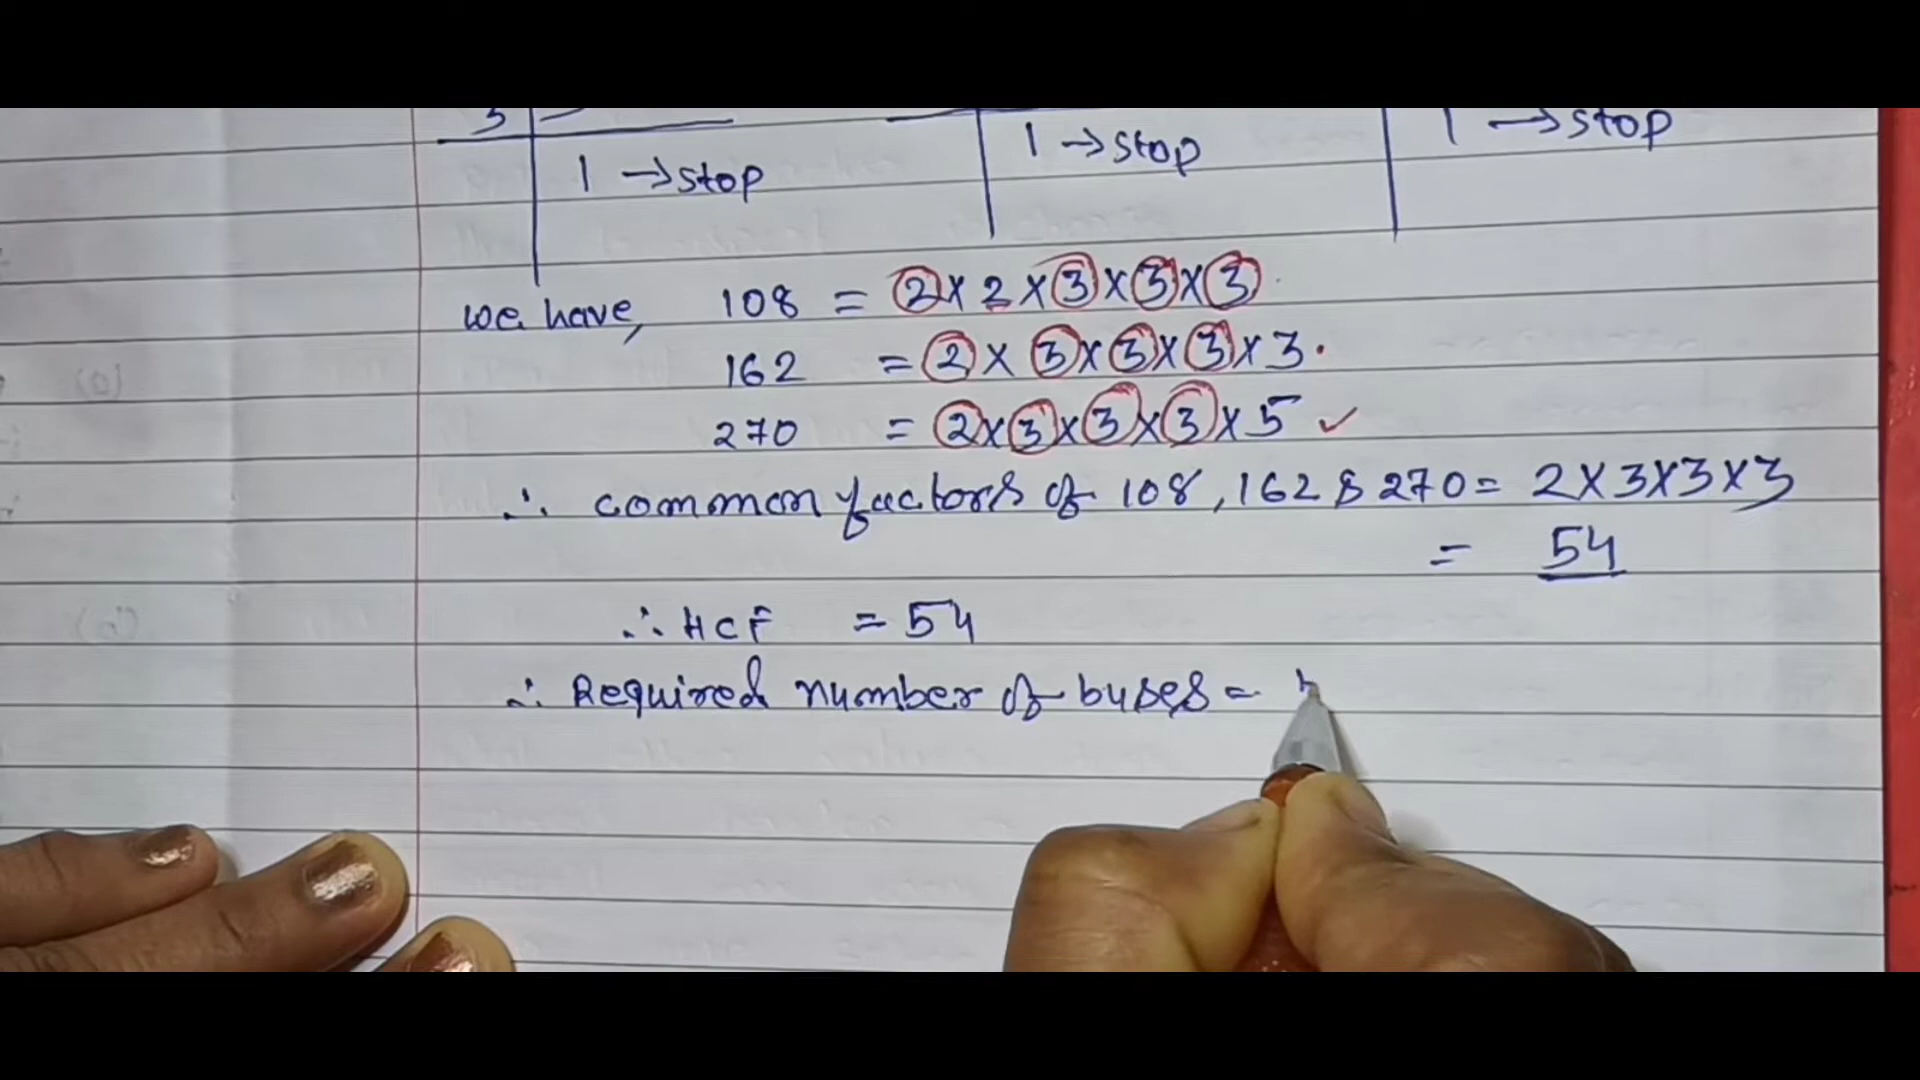 3
1 → stop 1 → stop 1 → stop
we have, 108 = 2 × 2 × 3 × 3 × 3
162 = 2 × 3 × 3 × 3 × 3
270 = 2 × 3 × 3 × 3 × 5 ✓
∴ common factors of 108, 162 & 270 = 2 × 3 × 3 × 3
= 54
∴ HCF = 54
∴ Required number of buses =